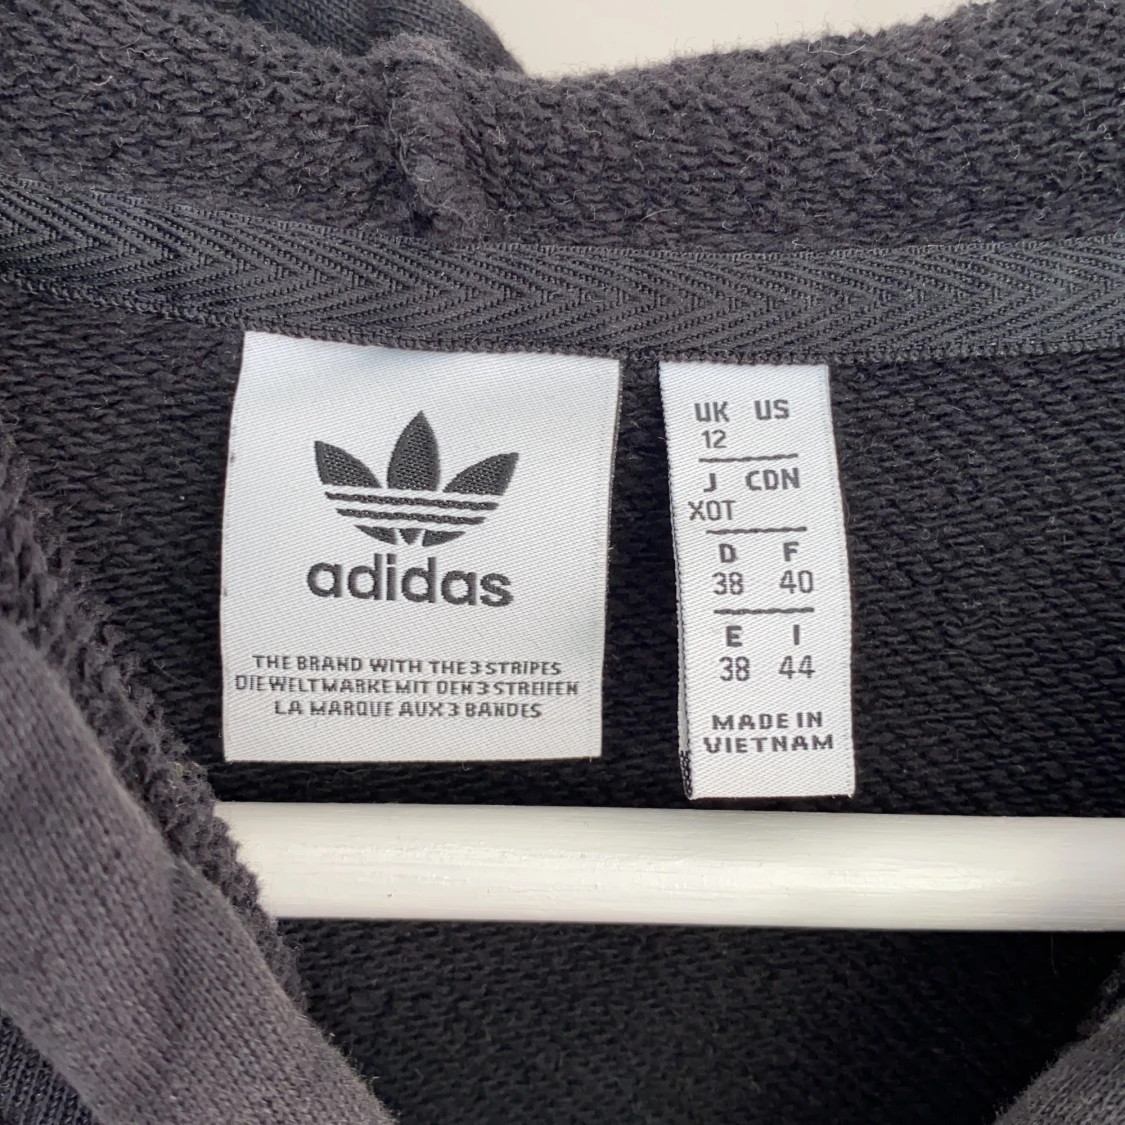 adidas
THE BRAND WITH THE 3 STRIPES
DIE WELTMARKE MIT DEN 3 STREIFEN
LA MARQUE AUX 3 BANDES
UK US
12
J CDN
XOT
D F
38 40
E I
38 44
MADE IN
VIETNAM